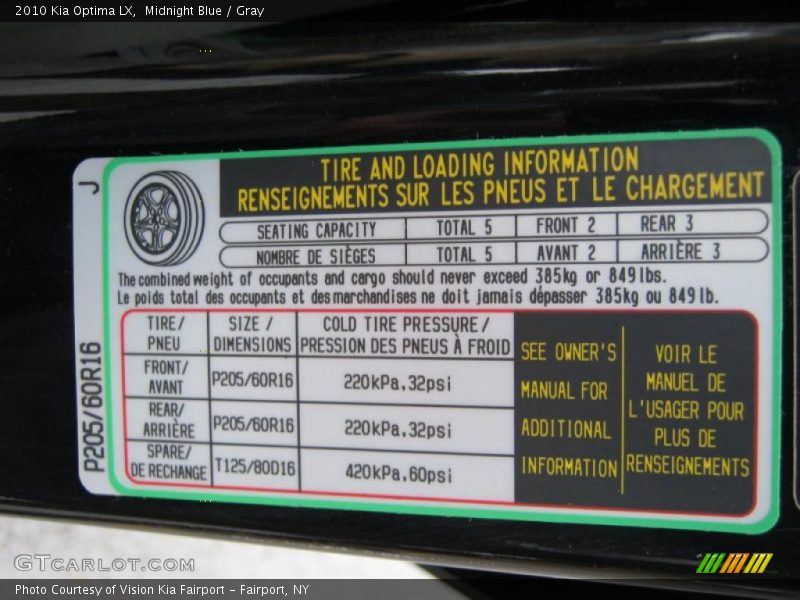 2010 Kia Optima LX,  Midnight Blue / Gray
TIRE AND LOADING INFORMATION
RENSEIGNEMENTS SUR LES PNEUS ET LE CHARGEMENT
J
SEATING CAPACITY TOTAL 5 FRONT 2 REAR 3
NOMBRE DE SIÈGES TOTAL 5 AVANT 2 ARRIÈRE 3
The combined weight of occupants and cargo should never exceed 385kg or 849lbs.
Le poids total des occupants et des marchandises ne doit jamais dépasser 385kg ou 849lb.
P205/60R16
TIRE/
PNEU
SIZE /
DIMENSIONS
COLD TIRE PRESSURE/
PRESSION DES PNEUS À FROID
FRONT/
AVANT
P205/60R16
220kPa,32psi
REAR/
ARRIÈRE
P205/60R16
220kPa,32psi
SPARE/
DE RECHANGE
T125/80D16
420kPa,60psi
SEE OWNER'S
MANUAL FOR
ADDITIONAL
INFORMATION
VOIR LE
MANUEL DE
L'USAGER POUR
PLUS DE
RENSEIGNEMENTS
GTCARLOT.COM
Photo Courtesy of Vision Kia Fairport – Fairport, NY